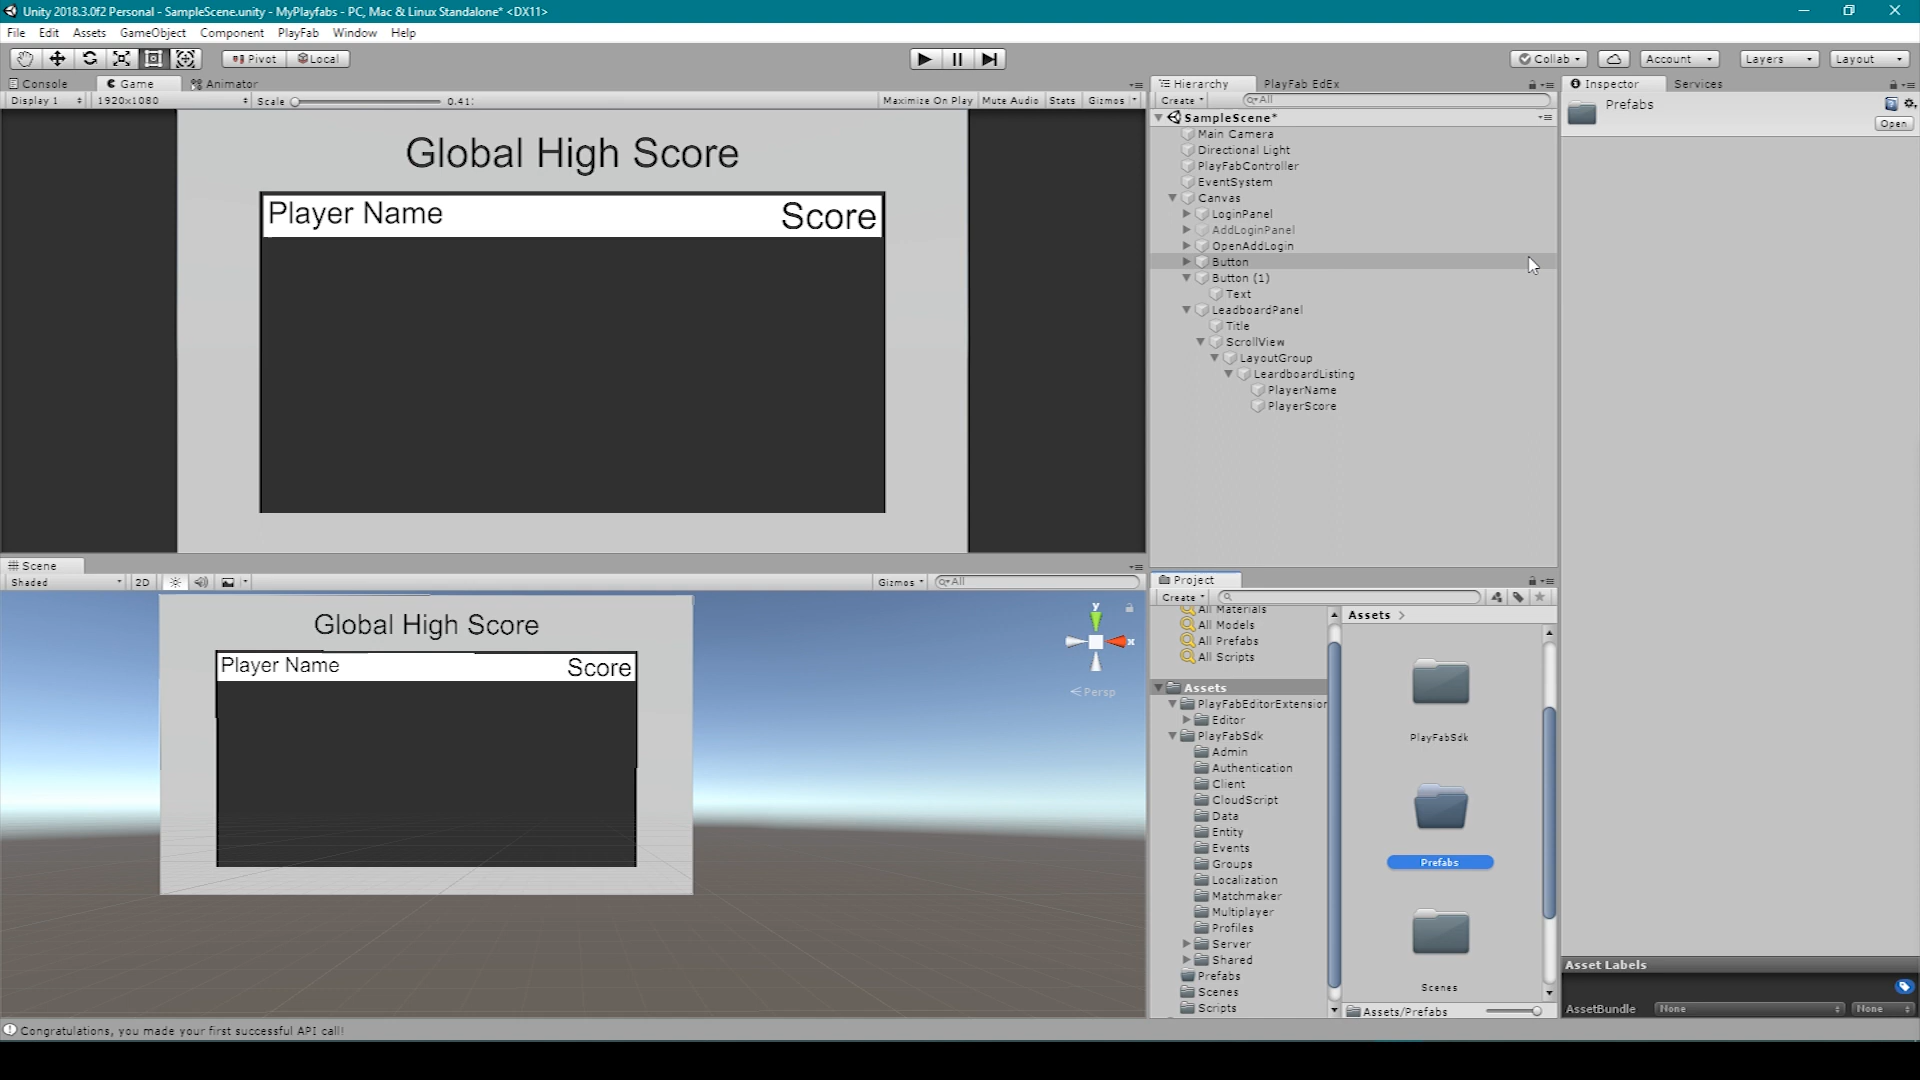 Unity 2018.3.0f2 Personal - SampleScene.unity - MyPlayfabs - PC, Mac & Linux Standalone* <DX11>
File Edit Assets GameObject Component PlayFab Window Help
Pivot Local Collab Account Layers Layout
Console Game Animator
Display 1 1920x1080 Scale 0.41 Maximize On Play Mute Audio Stats Gizmos
Global High Score
Player Name Score
Scene
Shaded 2D Gizmos All
Global High Score
Player Name Score
y
x
Persp
Congratulations, you made your first successful API call!
Hierarchy PlayFab EdEx
Create All
SampleScene*
Main Camera
Directional Light
PlayFabController
EventSystem
Canvas
LoginPanel
AddLoginPanel
OpenAddLogin
Button
Button (1)
Text
LeadboardPanel
Title
ScrollView
LayoutGroup
LeardboardListing
PlayerName
PlayerScore
Project
Create
All Materials
All Models
All Prefabs
All Scripts
Assets
PlayFabEditorExtension
Editor
PlayFabSdk
Admin
Authentication
Client
CloudScript
Data
Entity
Events
Groups
Localization
Matchmaker
Multiplayer
Profiles
Server
Shared
Prefabs
Scenes
Scripts
Assets >
PlayFabSdk
Prefabs
Scenes
Assets/Prefabs
Inspector Services
Prefabs
Open
Asset Labels
AssetBundle None None